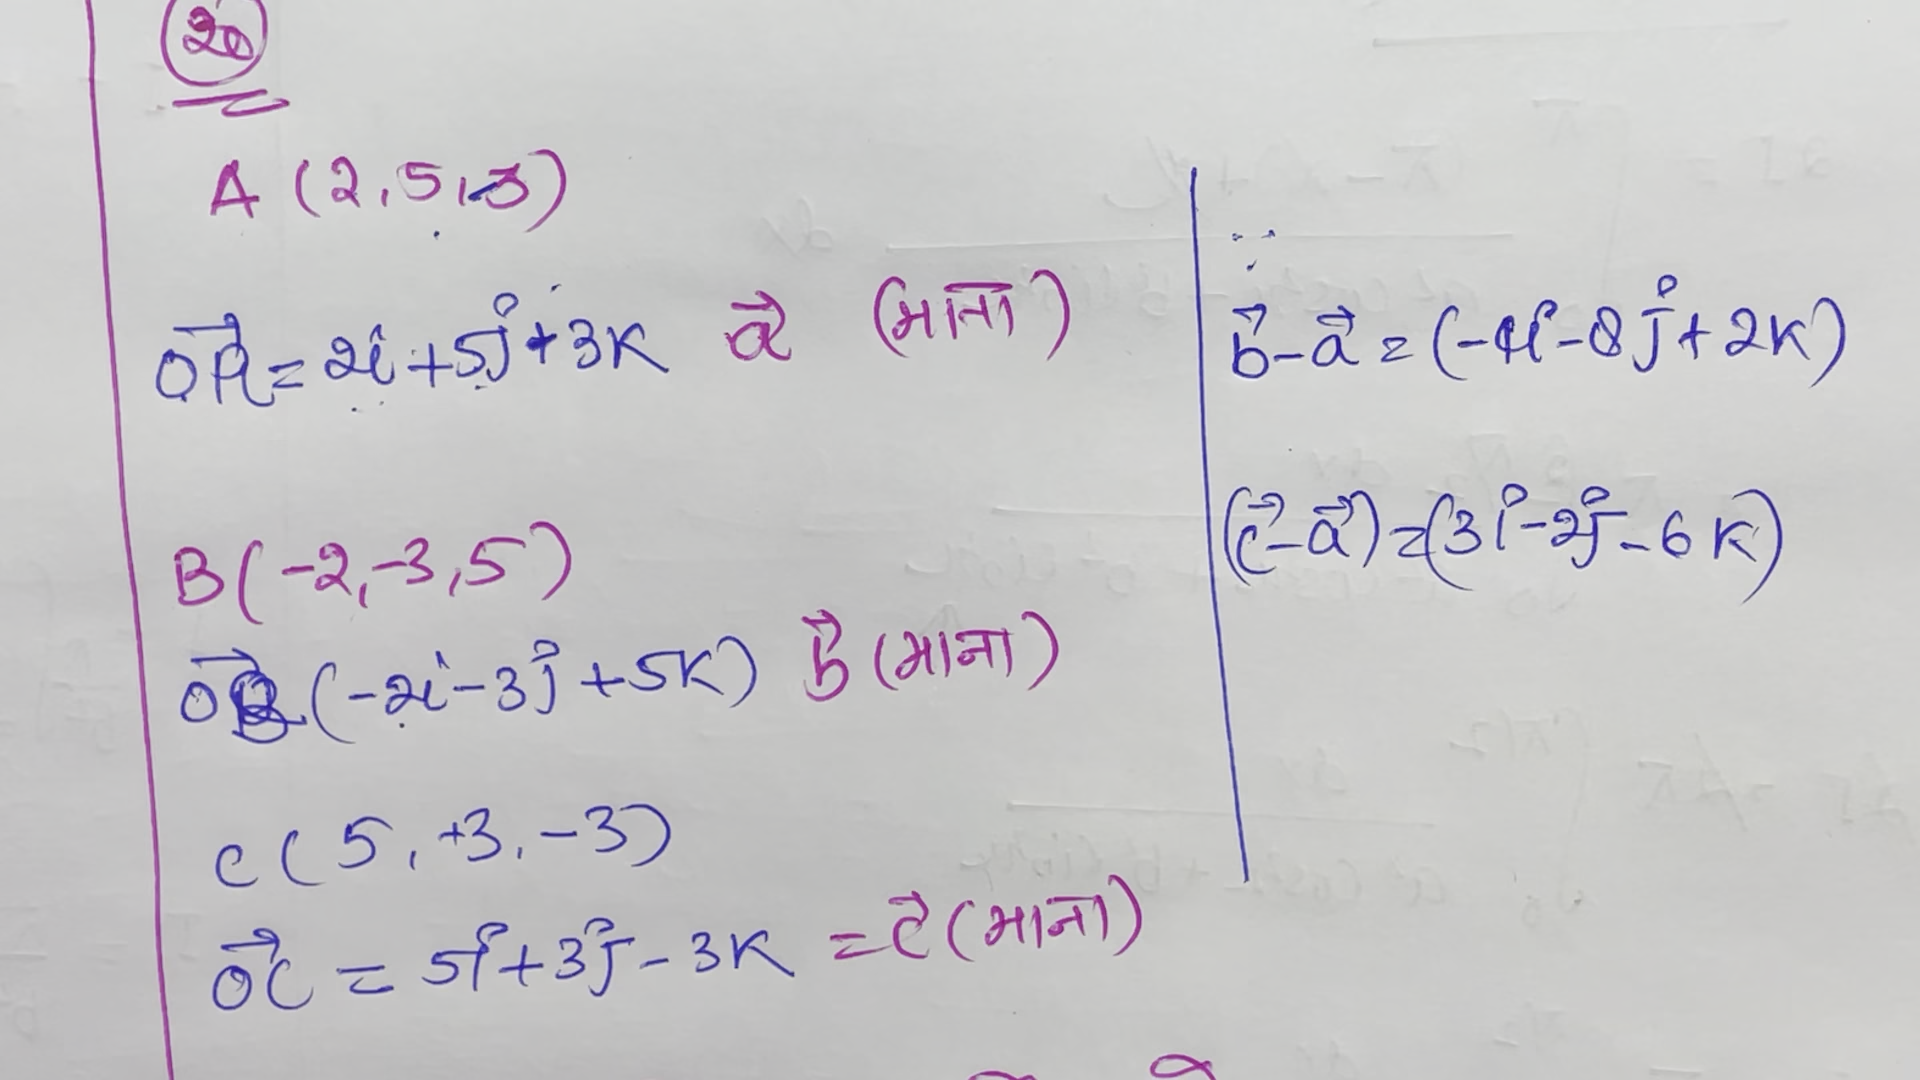 20
A (2,5,3)
OA = 2i + 5j + 3k a (माना)
B (-2,-3,5)
OB (-2i - 3j + 5k) b (माना)
C (5, +3, -3)
OC = 5i + 3j - 3k = c (माना)
b - a = (-4i - 8j + 2k)
(c - a) = (3i - 2j - 6k)